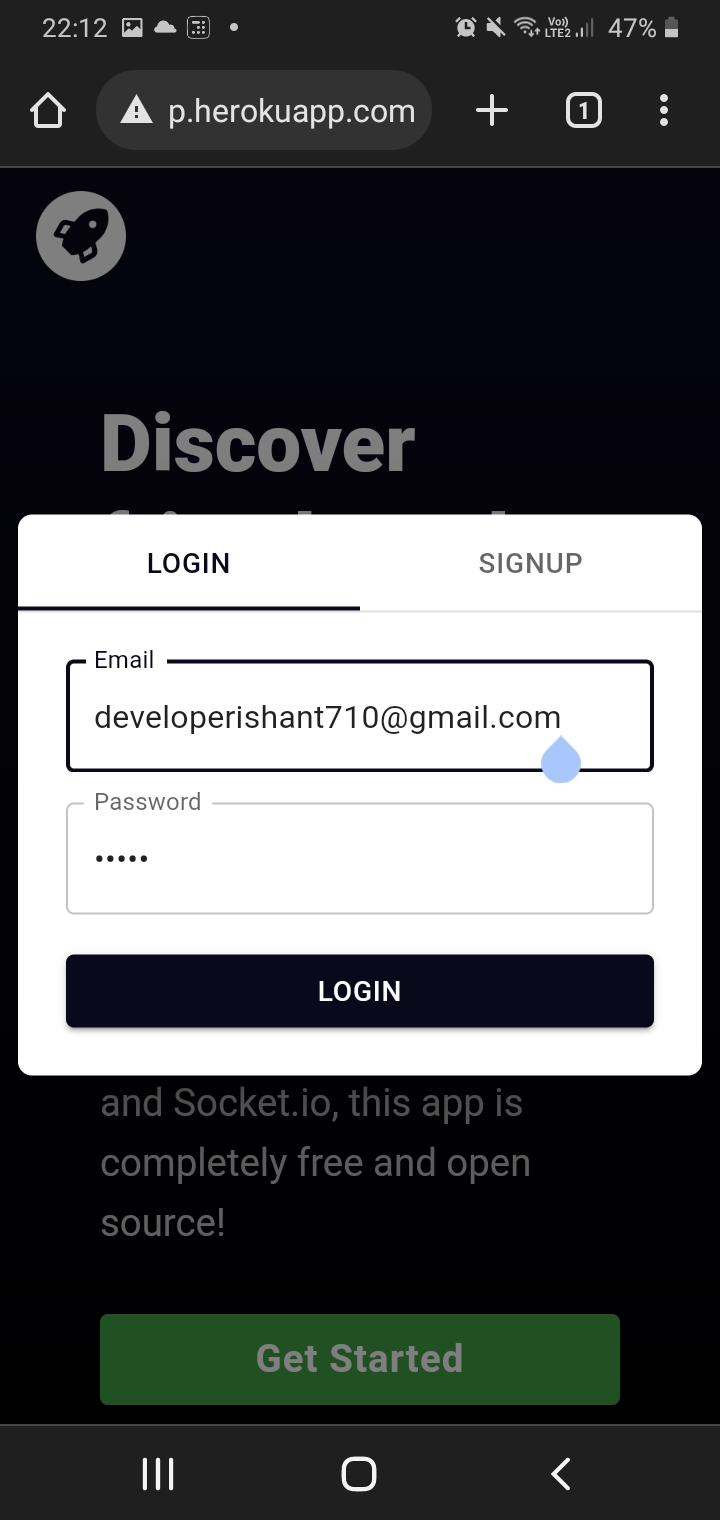 22:12
Vo)) LTE2 47%
p.herokuapp.com
1
Discover
LOGIN SIGNUP
Email
developerishant710@gmail.com
Password
•••••
LOGIN
and Socket.io, this app is
completely free and open
source!
Get Started